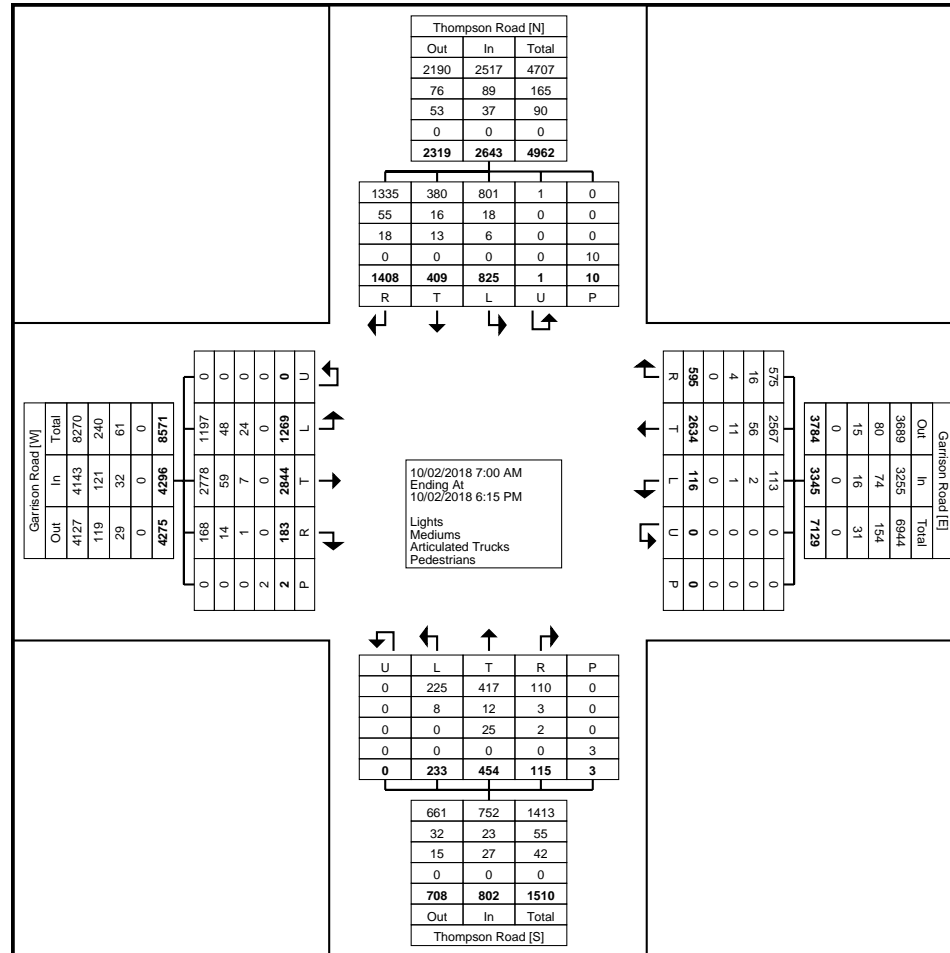 Thompson Road [N]
Out In Total
2190 2517 4707
76 89 165
53 37 90
0 0 0
2319 2643 4962
1335 380 801 1 0
55 16 18 0 0
18 13 6 0 0
0 0 0 0 10
1408 409 825 1 10
R T L U P
Garrison Road [W]
Total In Out
8270 4143 4127
240 121 119
61 32 29
0 0 0
8571 4296 4275
0 1197 2778 168 0
0 48 59 14 0
0 24 7 1 0
0 0 0 0 2
0 1269 2844 183 2
U L T R P
10/02/2018 7:00 AM
Ending At
10/02/2018 6:15 PM
Lights
Mediums
Articulated Trucks
Pedestrians
Garrison Road [E]
Out In Total
3689 3255 6944
80 74 154
15 16 31
0 0 0
3784 3345 7129
575 2567 113 0 0
16 56 2 0 0
4 11 1 0 0
0 0 0 0 0
595 2634 116 0 0
R T L U P
U L T R P
0 225 417 110 0
0 8 12 3 0
0 0 25 2 0
0 0 0 0 3
0 233 454 115 3
661 752 1413
32 23 55
15 27 42
0 0 0
708 802 1510
Out In Total
Thompson Road [S]